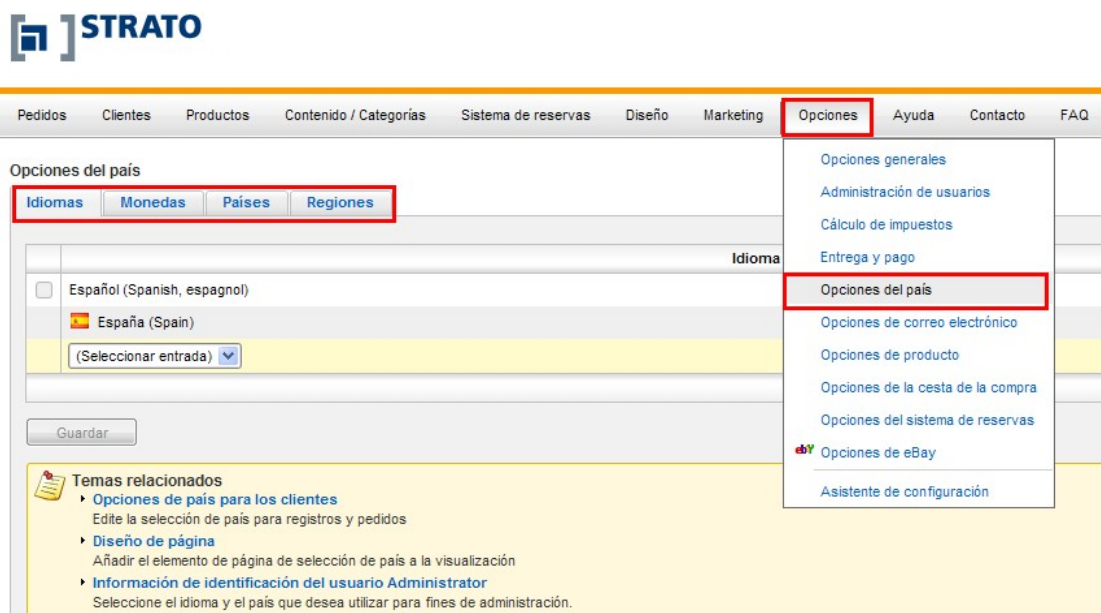 STRATO
Pedidos Clientes Productos Contenido / Categorías Sistema de reservas Diseño Marketing Opciones Ayuda Contacto FAQ
Opciones del país
Idiomas Monedas Países Regiones
Idioma
Español (Spanish, espagnol)
España (Spain)
(Seleccionar entrada)
Guardar
Opciones generales
Administración de usuarios
Cálculo de impuestos
Entrega y pago
Opciones del país
Opciones de correo electrónico
Opciones de producto
Opciones de la cesta de la compra
Opciones del sistema de reservas
ebY Opciones de eBay
Asistente de configuración
Temas relacionados
Opciones de país para los clientes
Edite la selección de país para registros y pedidos
Diseño de página
Añadir el elemento de página de selección de país a la visualización
Información de identificación del usuario Administrator
Seleccione el idioma y el país que desea utilizar para fines de administración.